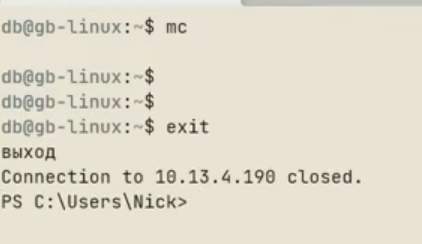 db@gb-linux:~$ mc
db@gb-linux:~$
db@gb-linux:~$
db@gb-linux:~$ exit
выход
Connection to 10.13.4.190 closed.
PS C:\Users\Nick>